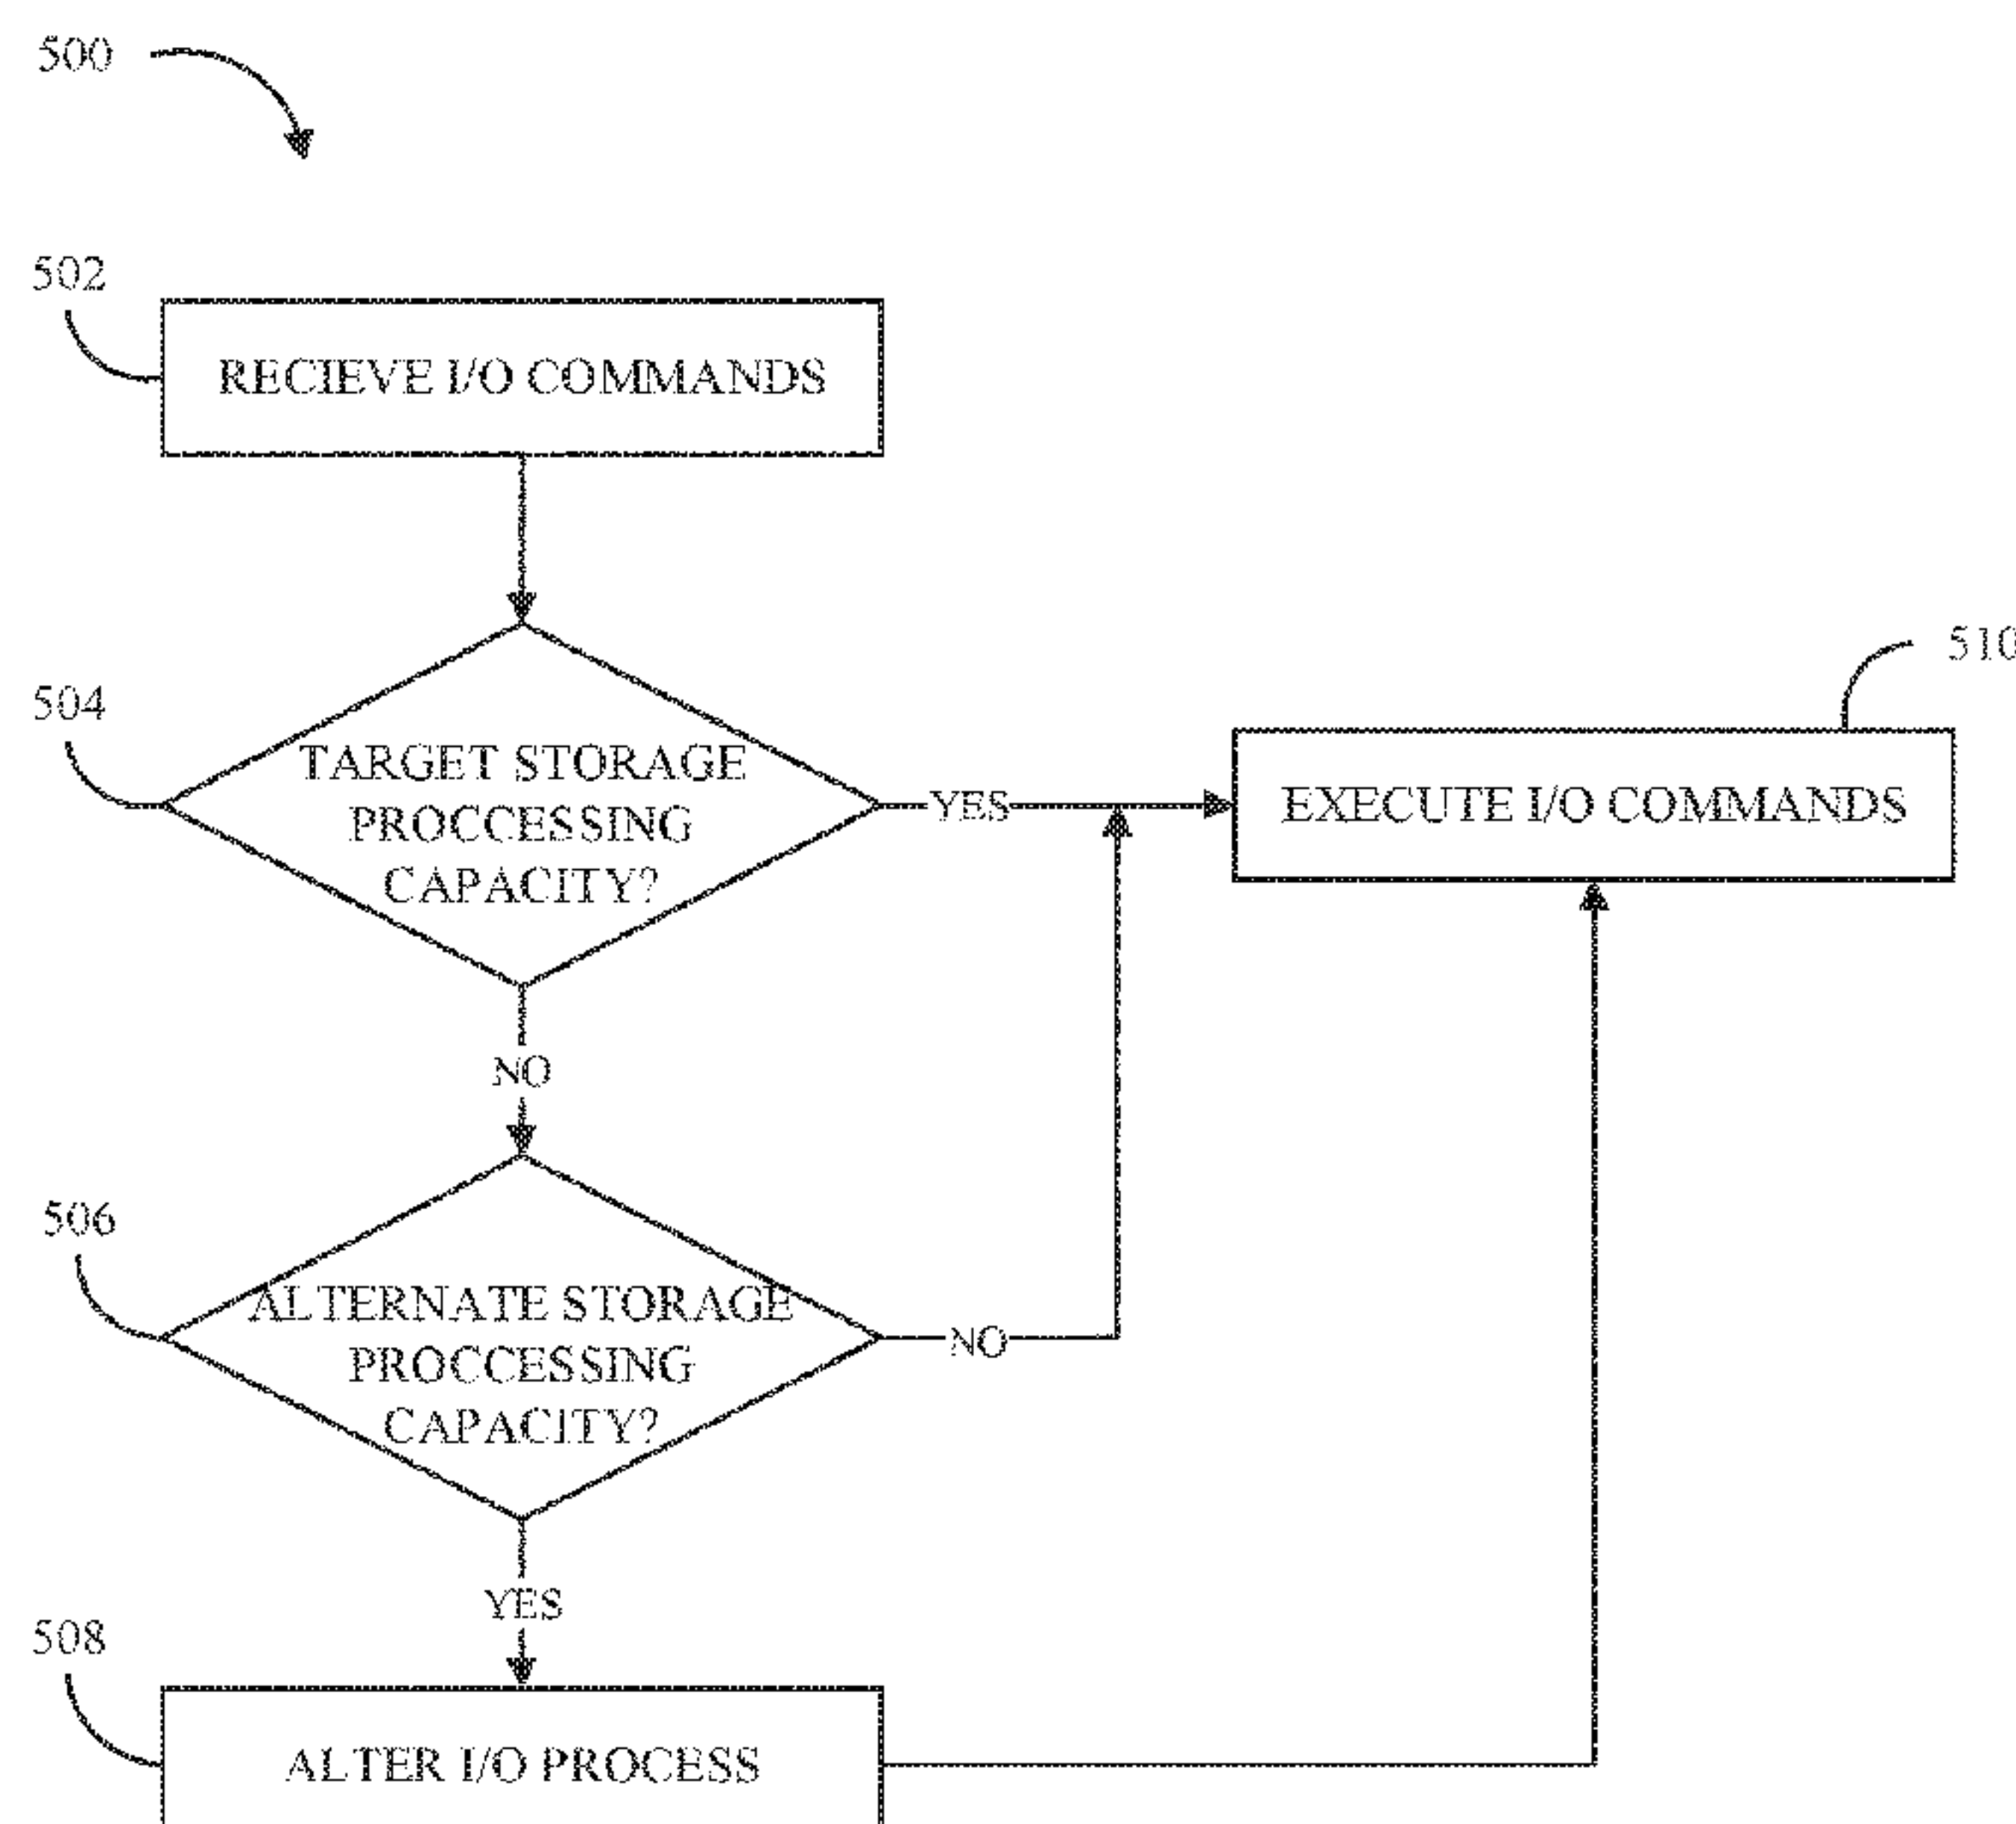 500
502
RECIEVE I/O COMMANDS
504
TARGET STORAGE
PROCCESSING
CAPACITY?
YES
510
EXECUTE I/O COMMANDS
NO
506
ALTERNATE STORAGE
PROCCESSING
CAPACITY?
NO
YES
508
ALTER I/O PROCESS